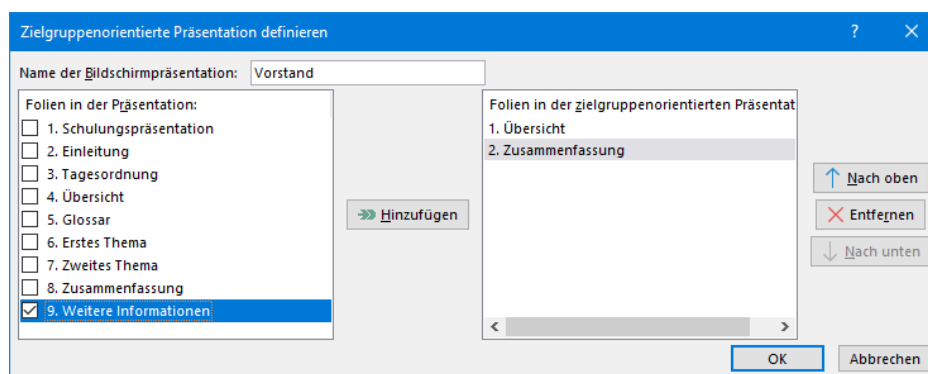 Zielgruppenorientierte Präsentation definieren
Name der Bildschirmpräsentation: Vorstand
Folien in der Präsentation:
1. Schulungspräsentation
2. Einleitung
3. Tagesordnung
4. Übersicht
5. Glossar
6. Erstes Thema
7. Zweites Thema
8. Zusammenfassung
9. Weitere Informationen
Hinzufügen
Folien in der zielgruppenorientierten Präsentat
1. Übersicht
2. Zusammenfassung
Nach oben
Entfernen
Nach unten
OK
Abbrechen